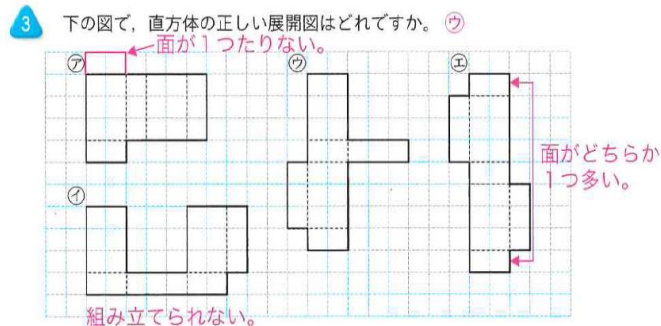 3 下の図で，直方体の正しい展開図はどれですか。 ㋒
面が１つたりない。
㋐
㋒
㋓
面がどちらか
１つ多い。
㋑
組み立てられない。